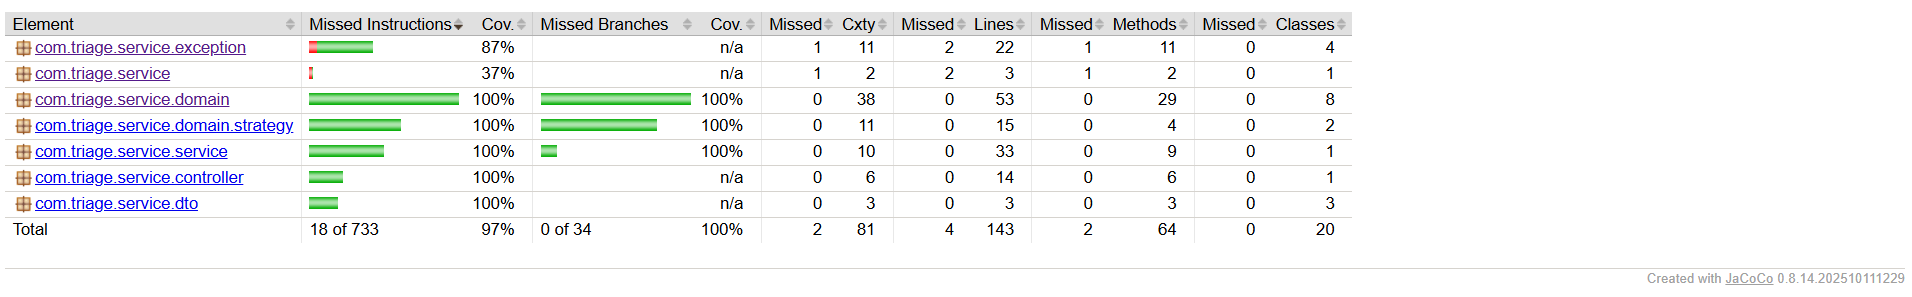 Element Missed Instructions Cov. Missed Branches Cov. Missed Cxty Missed Lines Missed Methods Missed Classes
com.triage.service.exception 87% n/a 1 11 2 22 1 11 0 4
com.triage.service 37% n/a 1 2 2 3 1 2 0 1
com.triage.service.domain 100% 100% 0 38 0 53 0 29 0 8
com.triage.service.domain.strategy 100% 100% 0 11 0 15 0 4 0 2
com.triage.service.service 100% 100% 0 10 0 33 0 9 0 1
com.triage.service.controller 100% n/a 0 6 0 14 0 6 0 1
com.triage.service.dto 100% n/a 0 3 0 3 0 3 0 3
Total 18 of 733 97% 0 of 34 100% 2 81 4 143 2 64 0 20
Created with JaCoCo 0.8.14.202510111229